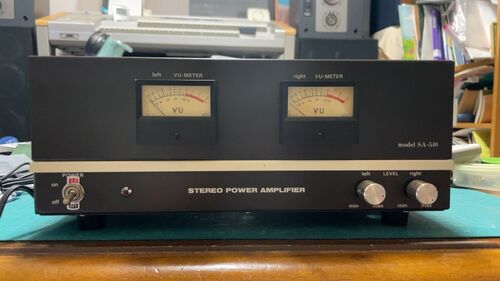 left VU-METER
right VU-METER
VU
VU
model SA-540
POWER
on
off
OFF
STEREO POWER AMPLIFIER
left LEVEL right
min max min max